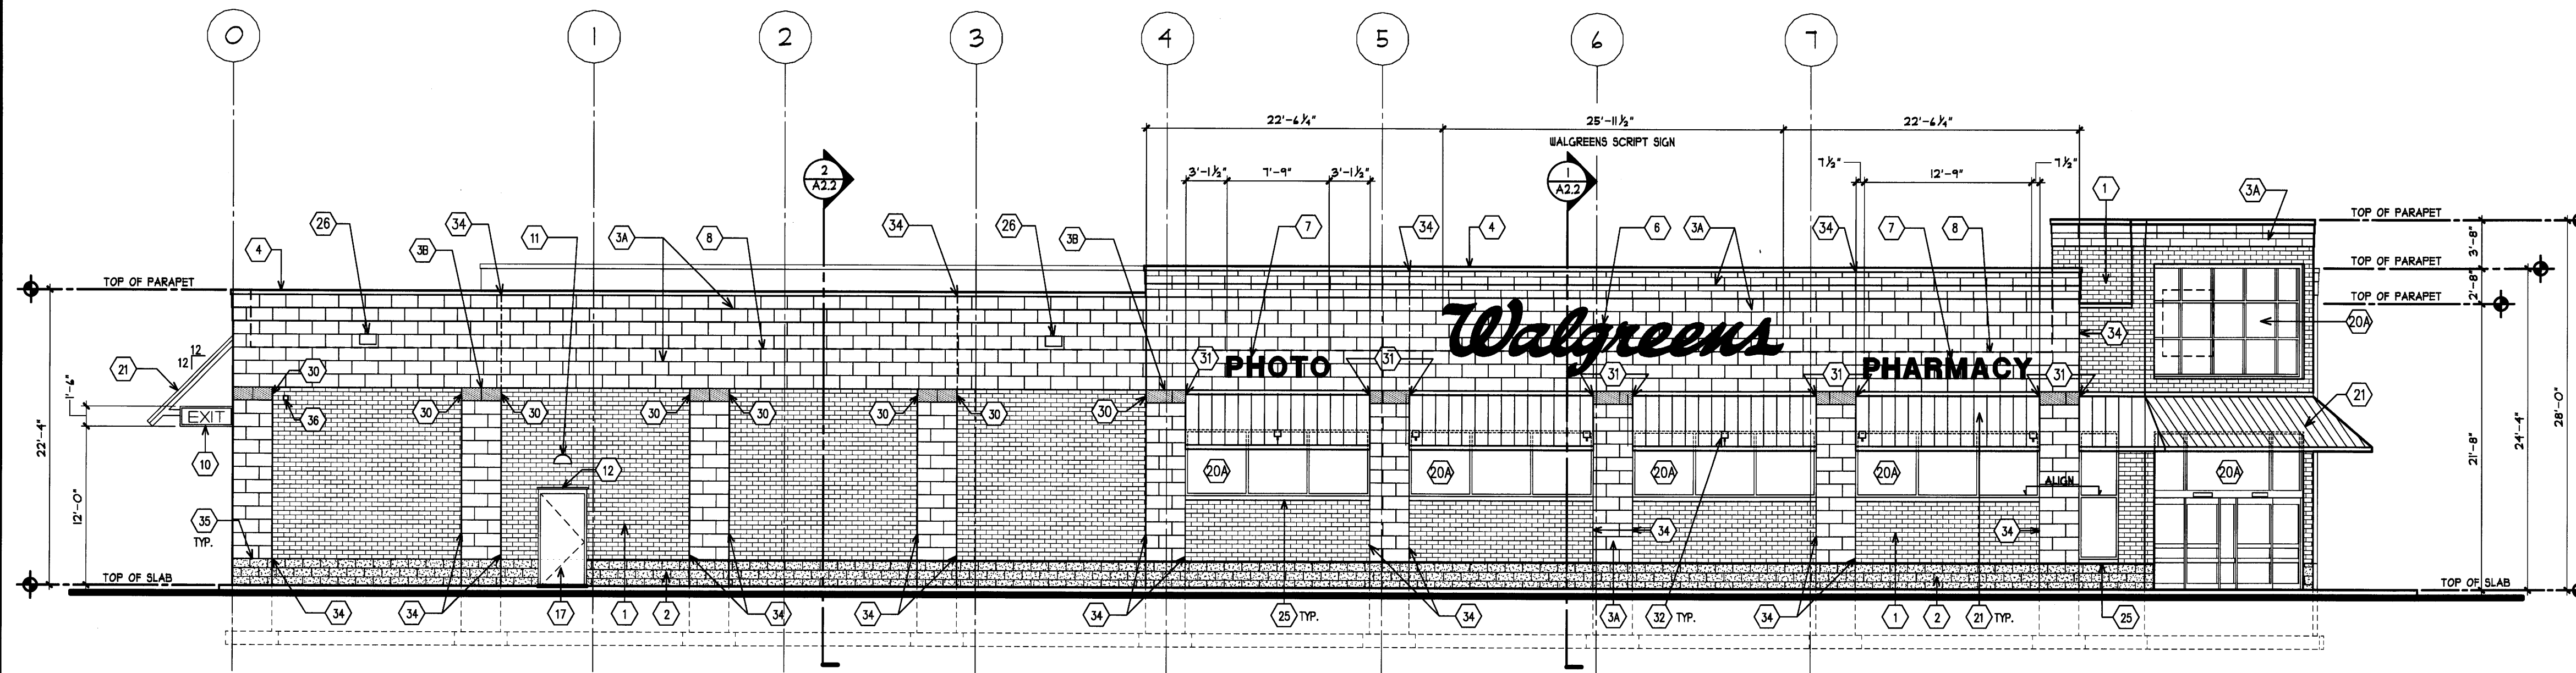 0 1 2 3 4 5 6 7
22'-6¼" 25'-11½" 22'-6¼"
WALGREENS SCRIPT SIGN
2 A2.2
1 A2.2
3'-1½" 7'-9" 3'-1½"
7½" 12'-9" 7½"
1 3A
4 26 3B 34 11 3A 8 34 26 3B 7 34 4 6 3A 34 7 8
TOP OF PARAPET
TOP OF PARAPET
TOP OF PARAPET
TOP OF PARAPET
3'-8"
2'-8"
20A
34
Walgreens
PHOTO
PHARMACY
12
12
21
1'-6"
30 31 31 31 31 31
21
EXIT
36 30 30 30 30 30 30
10
22'-4"
12'-0"
12
20A 20A 20A 20A 20A
ALIGN
21'-8"
24'-4"
28'-0"
35
TYP.
34 34
TOP OF SLAB
TOP OF SLAB
34 34 17 1 2 34 34 34 25 TYP. 34 3A 32 TYP. 34 1 2 21 TYP. 25